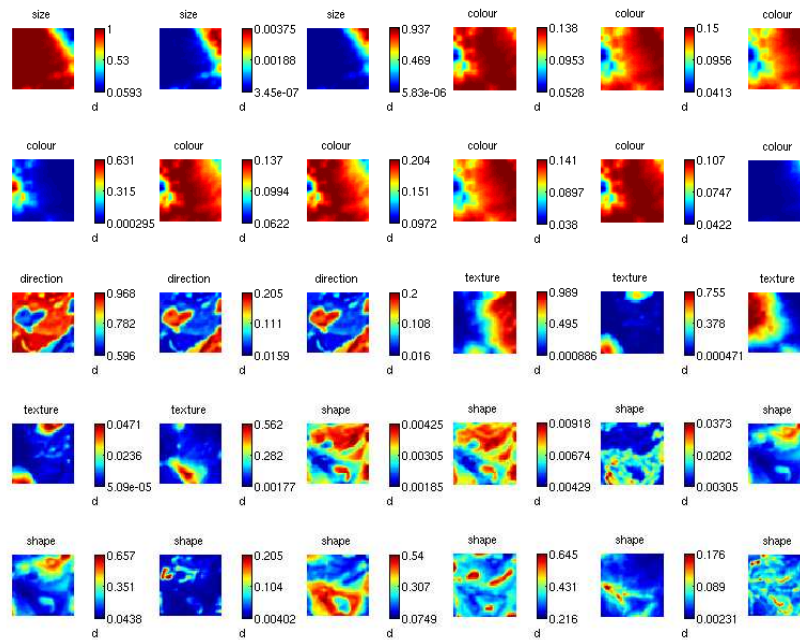 size size size colour colour colour
1 0.00375 0.937 0.138 0.15
0.53 0.00188 0.469 0.0953 0.0956
0.0593 3.45e-07 5.83e-06 0.0528 0.0413
d d d d d
colour colour colour colour colour colour
0.631 0.137 0.204 0.141 0.107
0.315 0.0994 0.151 0.0897 0.0747
0.000295 0.0622 0.0972 0.038 0.0422
d d d d d
direction direction direction texture texture texture
0.968 0.205 0.2 0.989 0.755
0.782 0.111 0.108 0.495 0.378
0.596 0.0159 0.016 0.000886 0.000471
d d d d d
texture texture shape shape shape shape
0.0471 0.562 0.00425 0.00918 0.0373
0.0236 0.282 0.00305 0.00674 0.0202
5.09e-05 0.00177 0.00185 0.00429 0.00305
d d d d d
shape shape shape shape shape shape
0.657 0.205 0.54 0.645 0.176
0.351 0.104 0.307 0.431 0.089
0.0438 0.00402 0.0749 0.216 0.00231
d d d d d